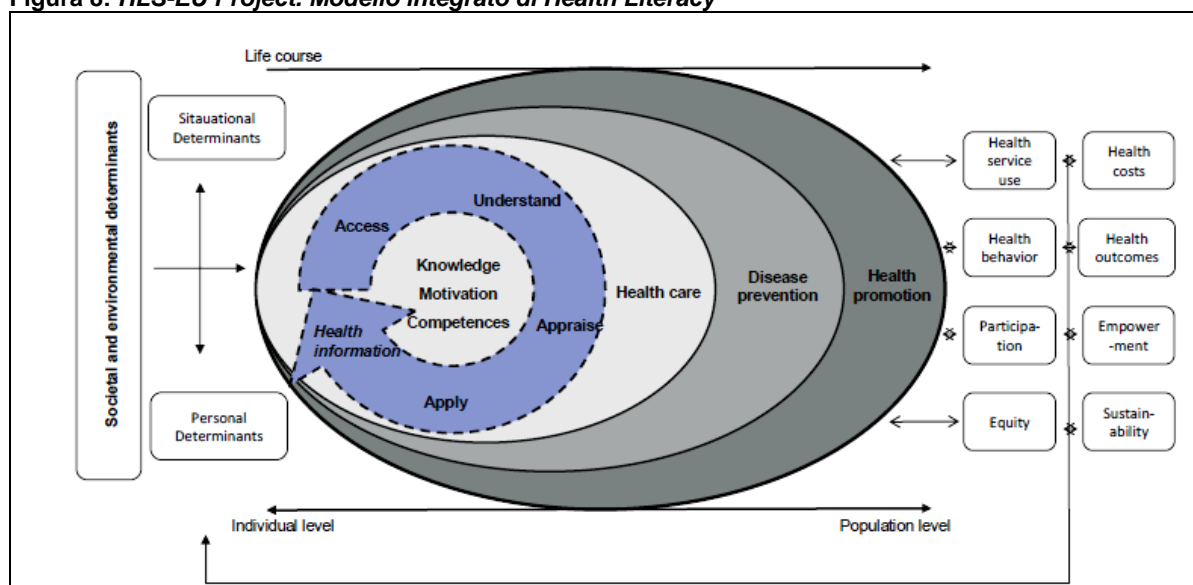 Figura 8. HLS-EU Project. Modello integrato di Health Literacy
Life course
Societal and environmental determinants
Sitauational
Determinants
Personal
Determinants
Access
Understand
Knowledge
Motivation
Competences
Health
information
Appraise
Apply
Health care
Disease
prevention
Health
promotion
Health
service
use
Health
costs
Health
behavior
Health
outcomes
Participa-
tion
Empower
-ment
Equity
Sustain-
ability
Individual level
Population level